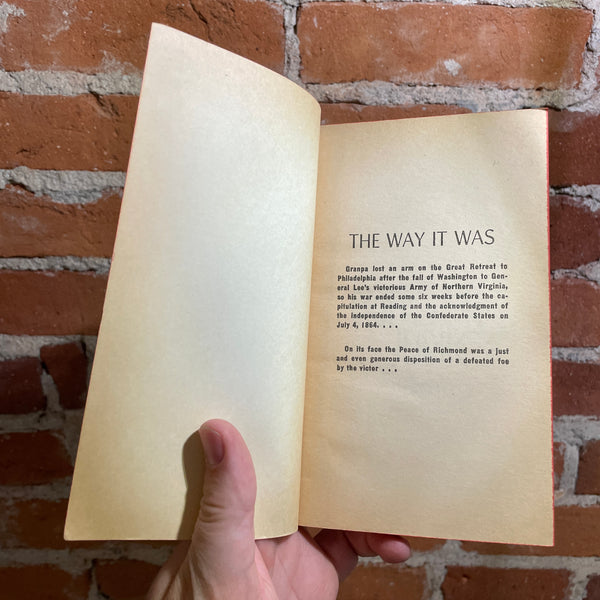 THE WAY IT WAS
Granpa lost an arm on the Great Retreat to
Philadelphia after the fall of Washington to Gen-
eral Lee's victorious Army of Northern Virginia,
so his war ended some six weeks before the ca-
pitulation at Reading and the acknowledgment of
the independence of the Confederate States on
July 4, 1864. . . .
On its face the Peace of Richmond was a just
and even generous disposition of a defeated foe
by the victor . . .